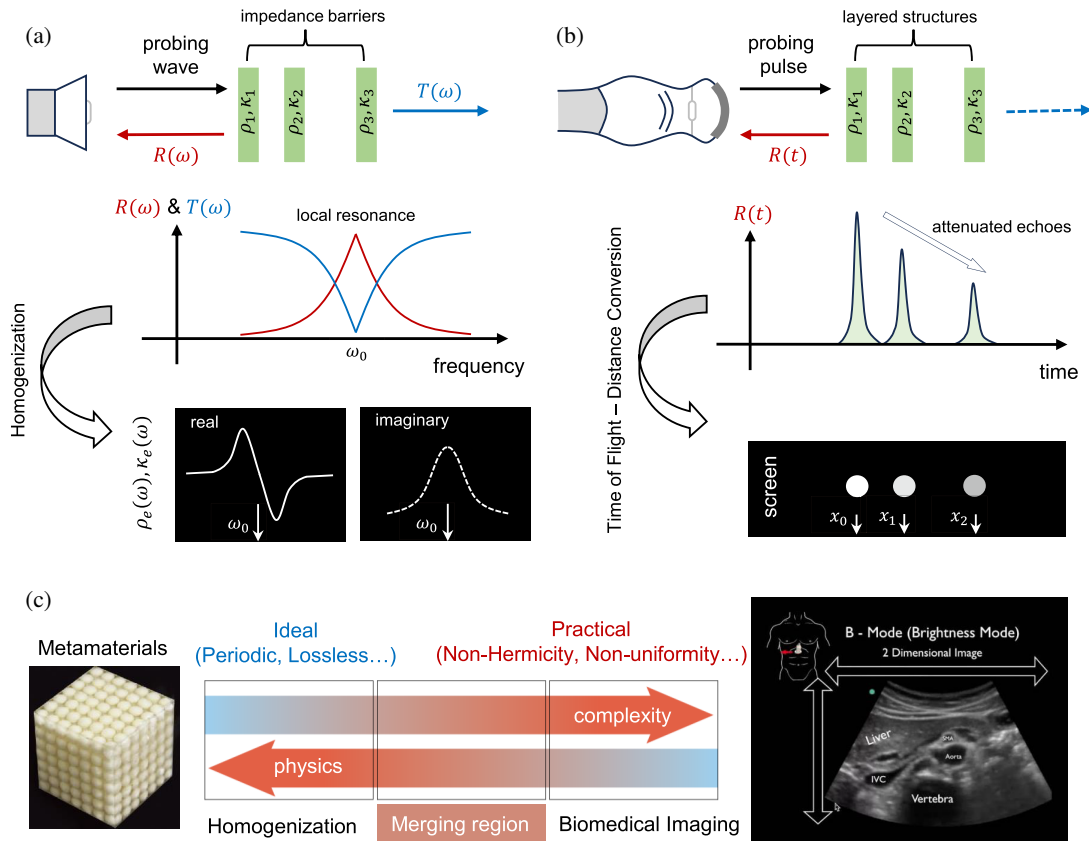 (a)
impedance barriers
probing
wave
ρ₁, κ₁
ρ₂, κ₂
ρ₃, κ₃
T(ω)
R(ω)
R(ω) & T(ω)
local resonance
ω₀
frequency
Homogenization
ρₑ(ω), κₑ(ω)
real
ω₀
imaginary
ω₀
(b)
layered structures
probing
pulse
ρ₁, κ₁
ρ₂, κ₂
ρ₃, κ₃
R(t)
R(t)
attenuated echoes
time
Time of Flight – Distance Conversion
screen
x₀
x₁
x₂
(c)
Metamaterials
Ideal
(Periodic, Lossless…)
Practical
(Non-Hermicity, Non-uniformity…)
complexity
physics
Homogenization
Merging region
Biomedical Imaging
B - Mode (Brightness Mode)
2 Dimensional Image
Liver
SMA
Aorta
IVC
Vertebra